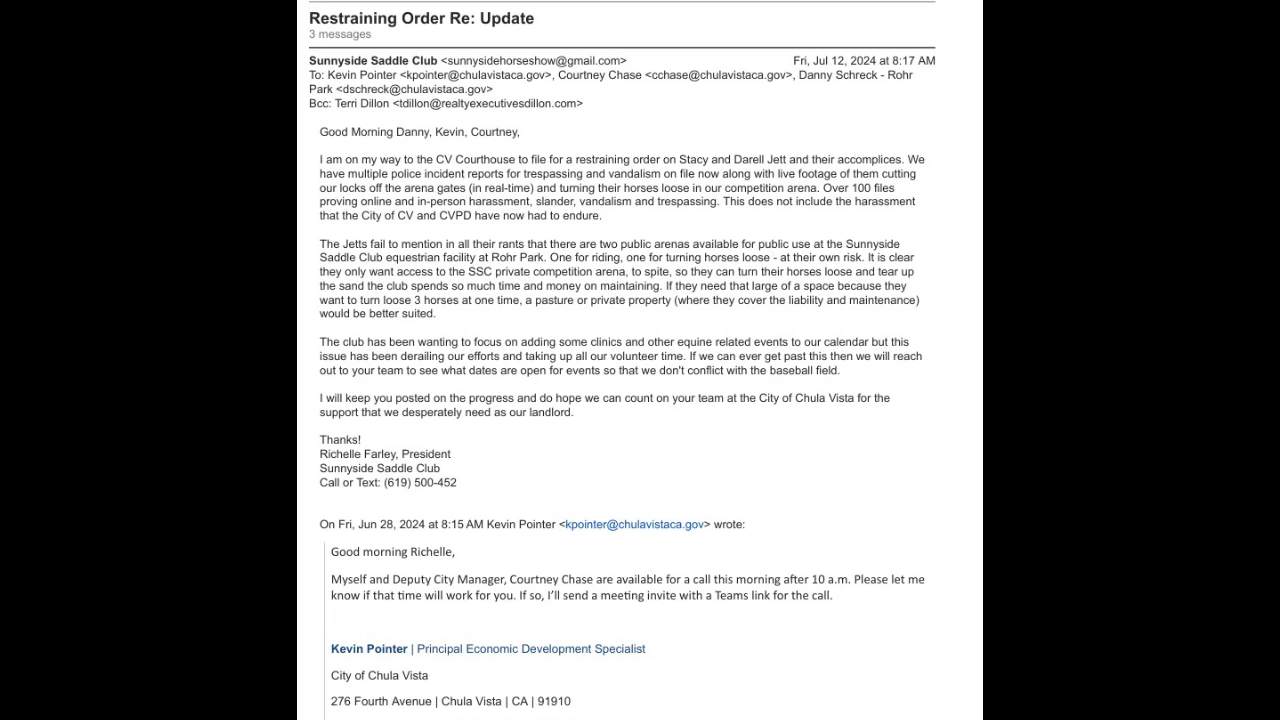 Restraining Order Re: Update
3 messages
Sunnyside Saddle Club <sunnysidehorseshow@gmail.com> Fri, Jul 12, 2024 at 8:17 AM
To: Kevin Pointer <kpointer@chulavistaca.gov>, Courtney Chase <cchase@chulavistaca.gov>, Danny Schreck - Rohr
Park <dschreck@chulavistaca.gov>
Bcc: Terri Dillon <tdillon@realtyexecutivesdillon.com>
Good Morning Danny, Kevin, Courtney,
I am on my way to the CV Courthouse to file for a restraining order on Stacy and Darell Jett and their accomplices. We
have multiple police incident reports for trespassing and vandalism on file now along with live footage of them cutting
our locks off the arena gates (in real-time) and turning their horses loose in our competition arena. Over 100 files
proving online and in-person harassment, slander, vandalism and trespassing. This does not include the harassment
that the City of CV and CVPD have now had to endure.
The Jetts fail to mention in all their rants that there are two public arenas available for public use at the Sunnyside
Saddle Club equestrian facility at Rohr Park. One for riding, one for turning horses loose - at their own risk. It is clear
they only want access to the SSC private competition arena, to spite, so they can turn their horses loose and tear up
the sand the club spends so much time and money on maintaining. If they need that large of a space because they
want to turn loose 3 horses at one time, a pasture or private property (where they cover the liability and maintenance)
would be better suited.
The club has been wanting to focus on adding some clinics and other equine related events to our calendar but this
issue has been derailing our efforts and taking up all our volunteer time. If we can ever get past this then we will reach
out to your team to see what dates are open for events so that we don't conflict with the baseball field.
I will keep you posted on the progress and do hope we can count on your team at the City of Chula Vista for the
support that we desperately need as our landlord.
Thanks!
Richelle Farley, President
Sunnyside Saddle Club
Call or Text: (619) 500-452
On Fri, Jun 28, 2024 at 8:15 AM Kevin Pointer <kpointer@chulavistaca.gov> wrote:
Good morning Richelle,
Myself and Deputy City Manager, Courtney Chase are available for a call this morning after 10 a.m. Please let me
know if that time will work for you. If so, I'll send a meeting invite with a Teams link for the call.
Kevin Pointer | Principal Economic Development Specialist
City of Chula Vista
276 Fourth Avenue | Chula Vista | CA | 91910